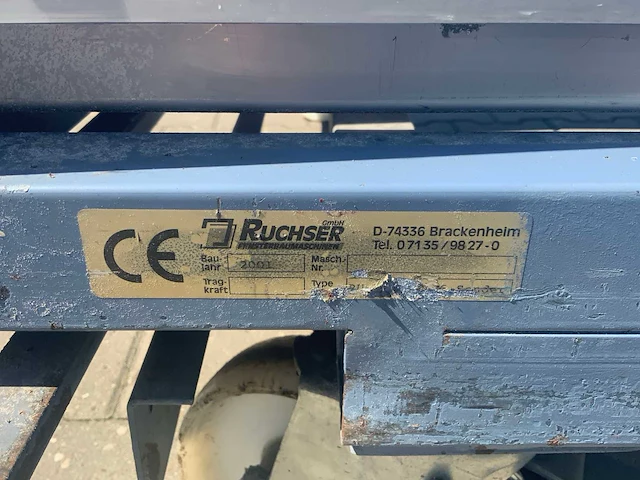 CE RUCHSER GmbH
FENSTERBAUMASCHINEN
D-74336 Brackenheim
Tel. 07135/9827-0
Bau-
jahr 2001
Masch.-
Nr.
Trag-
kraft
Type